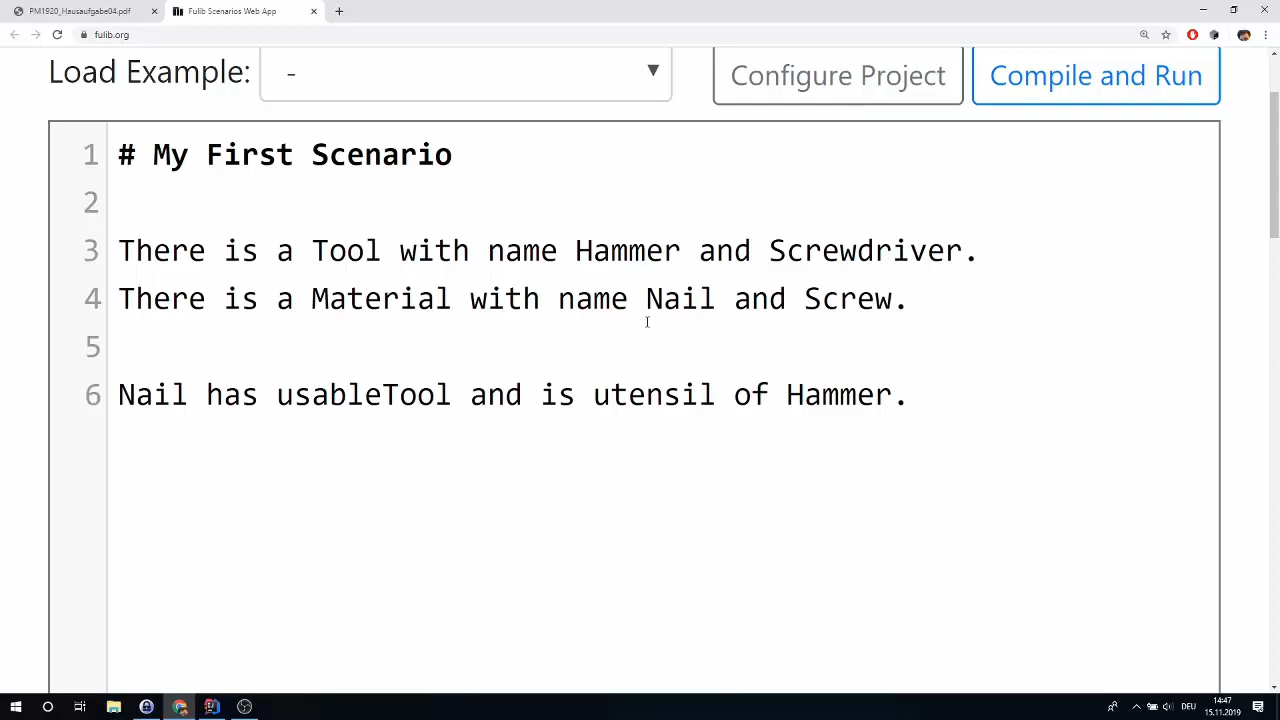 PM1920_Hausaufgabe04.pdf
Fulib Scenarios Web App
fulib.org
Load Example:
-
Configure Project
Compile and Run
1 # My First Scenario
2
3 There is a Tool with name Hammer and Screwdriver.
4 There is a Material with name Nail and Screw.
5
6 Nail has usableTool and is utensil of Hammer.
DEU
14:47
15.11.2019